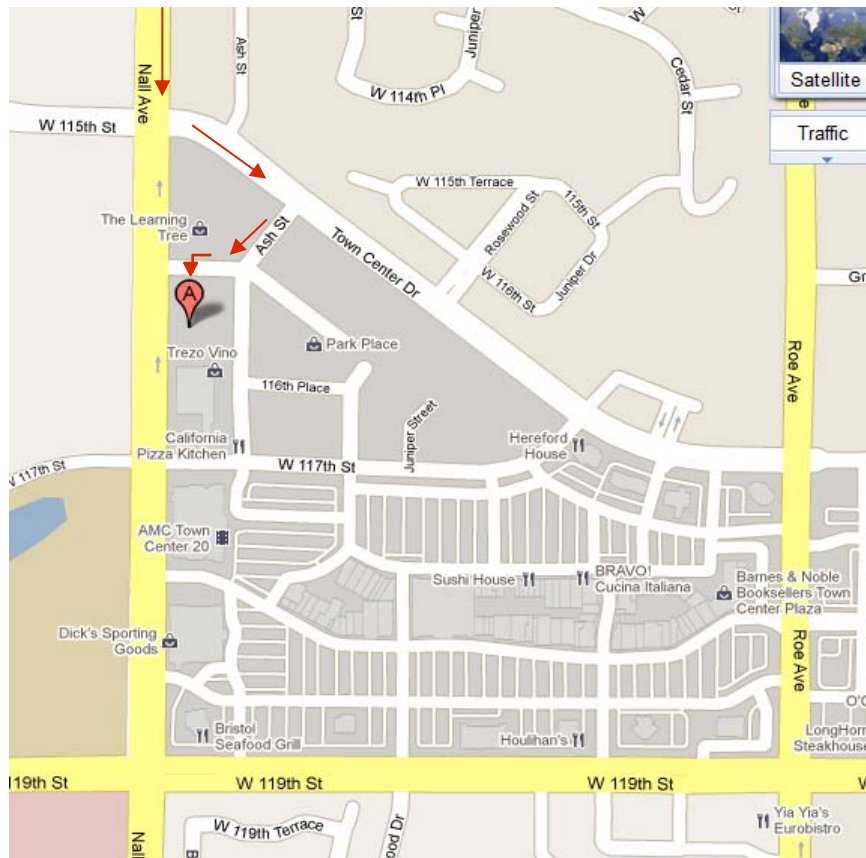 Satellite
Traffic
Ash St
St
Juniper
Cedar St
Nall Ave
W 114th Pl
W 115th St
W 115th Terrace
115th St
Rosewood St
The Learning
Tree
Ash St
Town Center Dr
W 116th St
Juniper Dr
Gr
A
Trezo Vino
Park Place
Roe Ave
116th Place
Juniper Street
California
Pizza Kitchen
Hereford
House
W 117th St
W 117th St
AMC Town
Center 20
Sushi House
BRAVO!
Cucina Italiana
Barnes & Noble
Booksellers Town
Center Plaza
Dick's Sporting
Goods
Roe Ave
O'C
Bristol
Seafood Grill
Houlihan's
LongHorn
Steakhouse
119th St
W 119th St
W 119th St
W
W 119th Terrace
ood Dr
Nall
B
Yia Yia's
Eurobistro